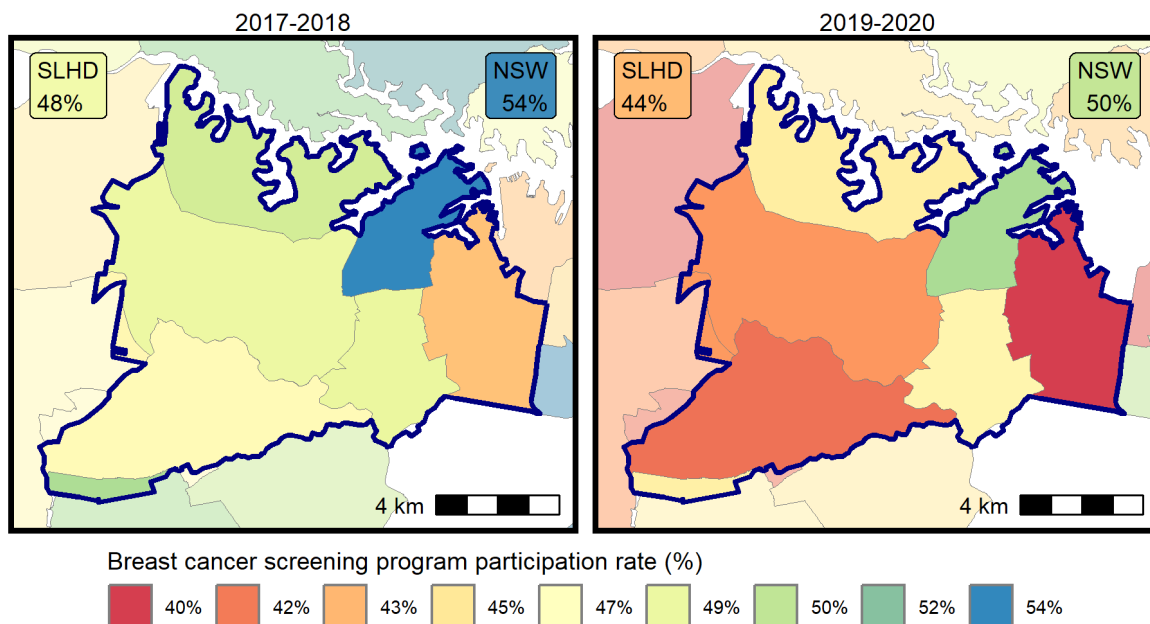 2017-2018
SLHD
48%
NSW
54%
4 km
2019-2020
SLHD
44%
NSW
50%
4 km
Breast cancer screening program participation rate (%)
40% 42% 43% 45% 47% 49% 50% 52% 54%